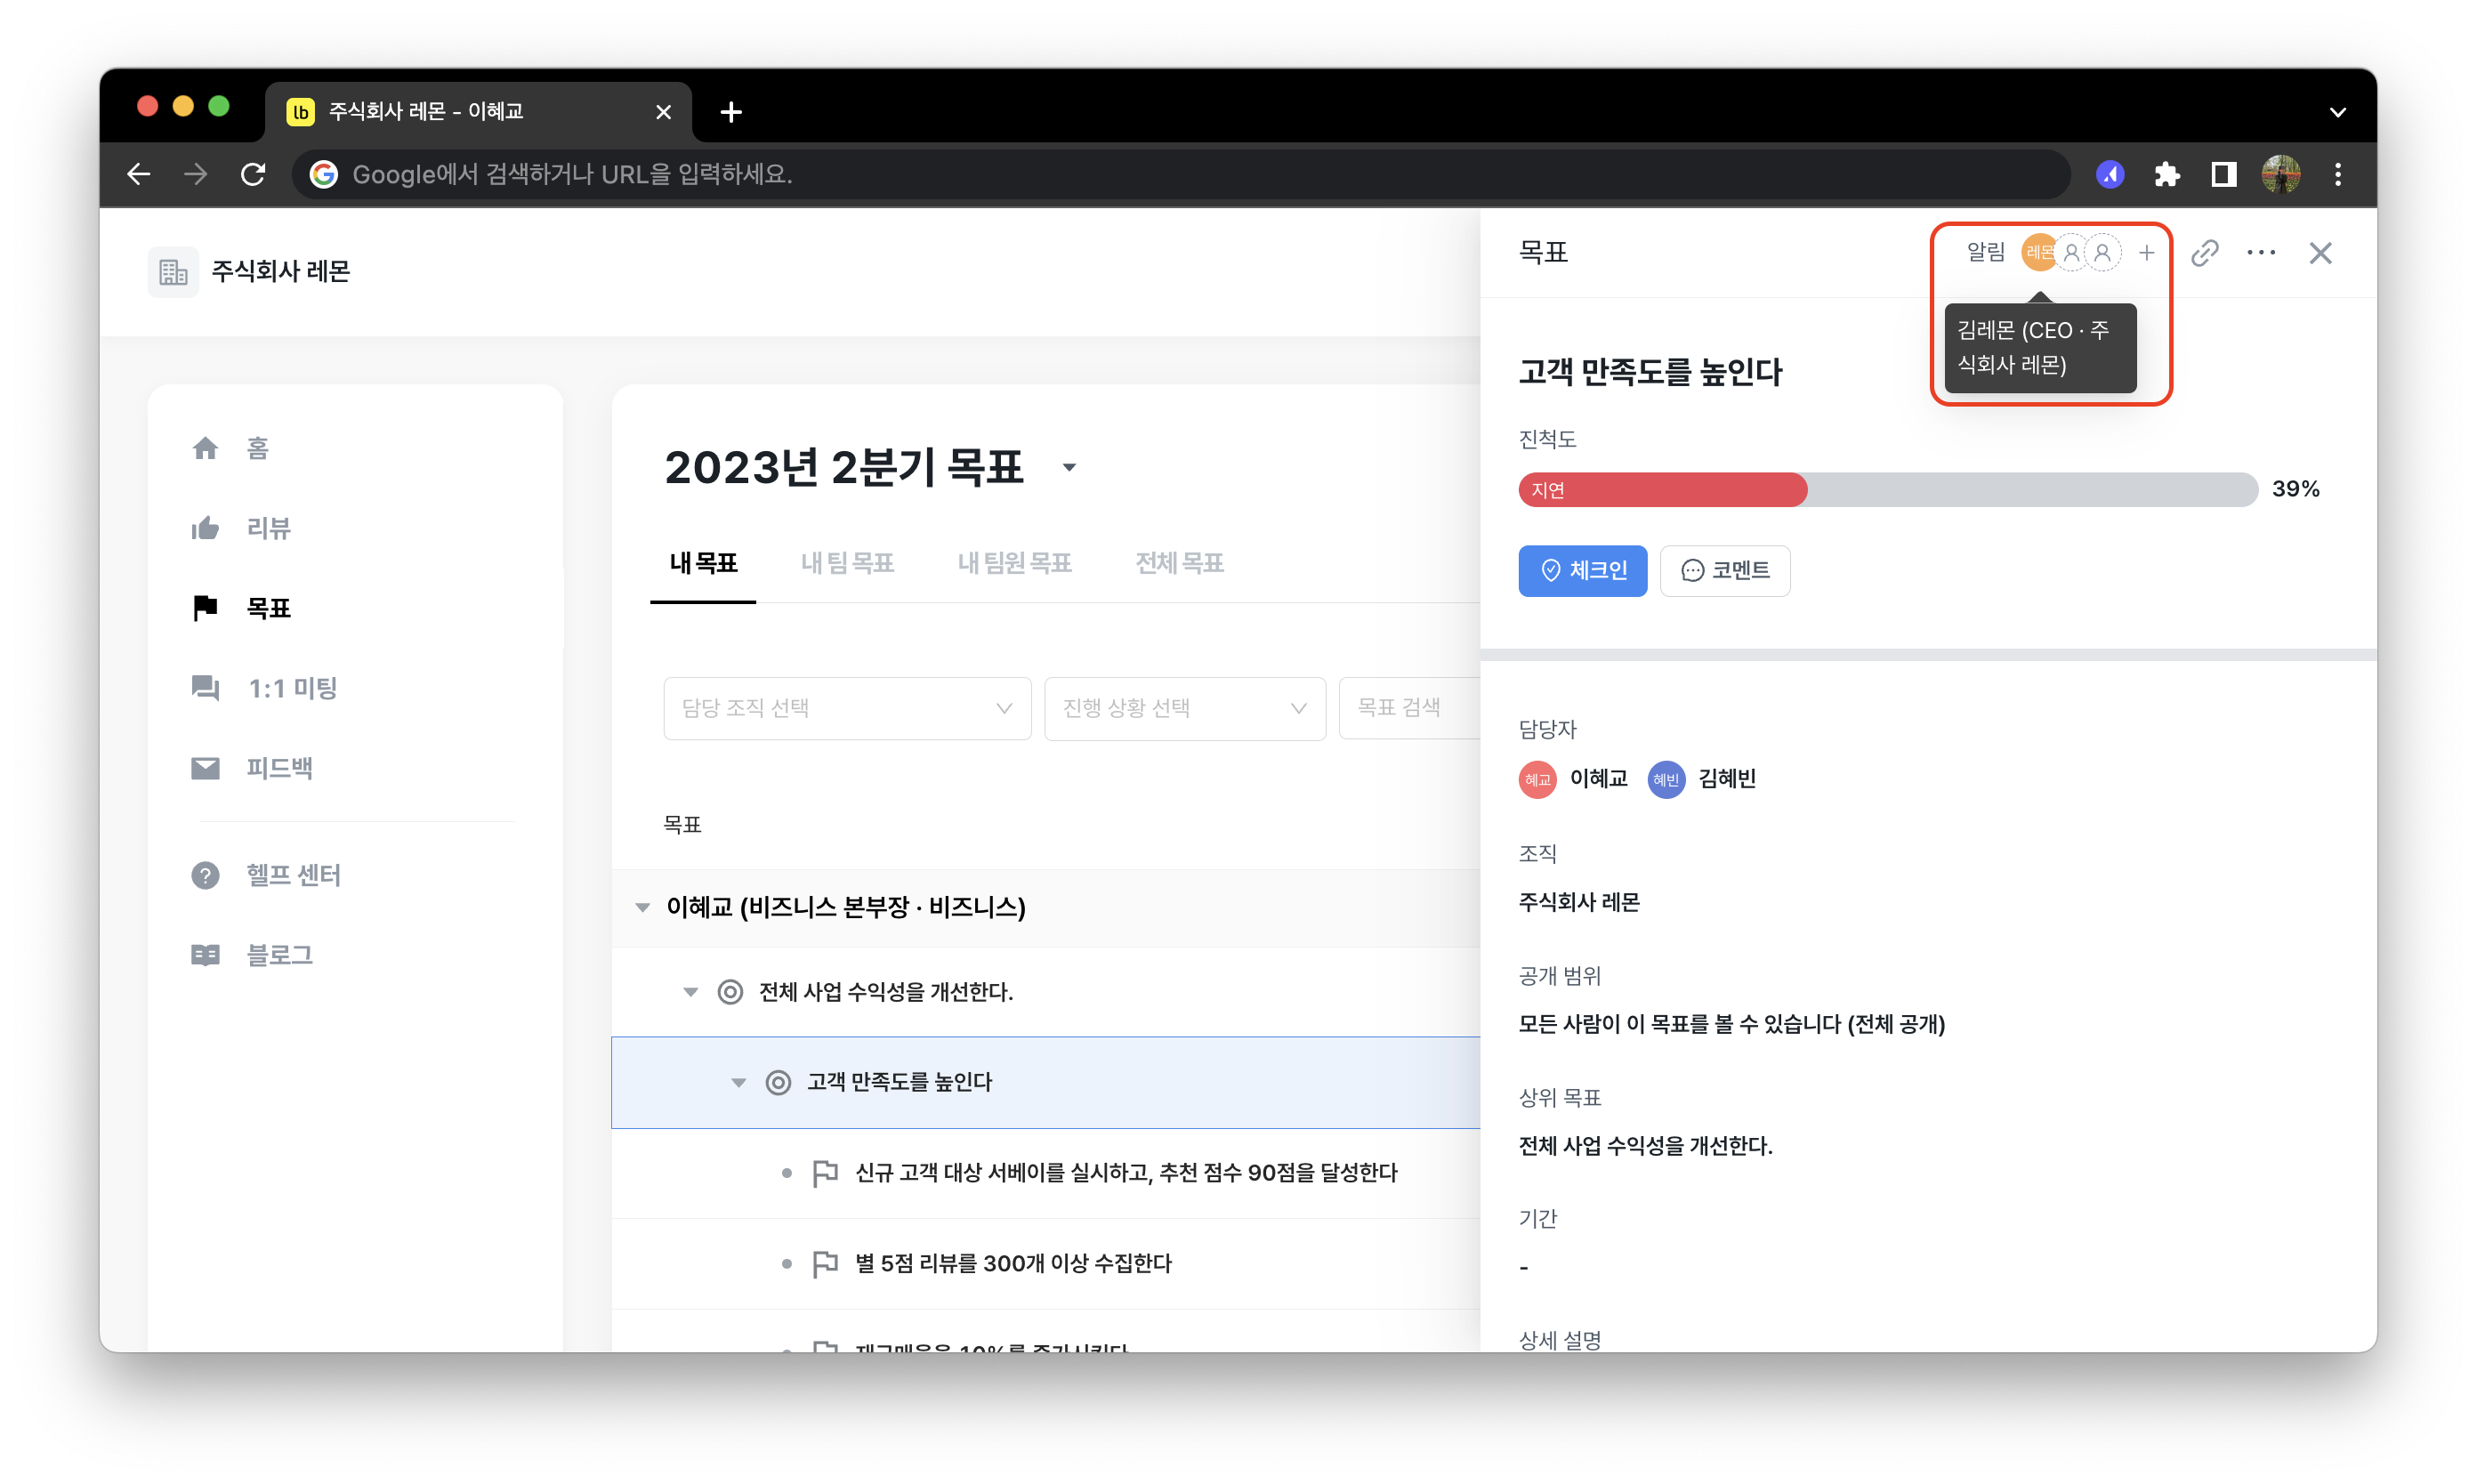 lb 주식회사 레몬 - 이혜교
Google에서 검색하거나 URL을 입력하세요.
주식회사 레몬
홈
리뷰
목표
1:1 미팅
피드백
헬프 센터
블로그
2023년 2분기 목표
내 목표 내 팀 목표 내 팀원 목표 전체 목표
담당 조직 선택 진행 상황 선택 목표 검색
목표
이혜교 (비즈니스 본부장 · 비즈니스)
전체 사업 수익성을 개선한다.
고객 만족도를 높인다
신규 고객 대상 서베이를 실시하고, 추천 점수 90점을 달성한다
별 5점 리뷰를 300개 이상 수집한다
재구매율을 10%를 증가시킨다
목표
알림 레몬
김레몬 (CEO · 주
식회사 레몬)
고객 만족도를 높인다
진척도
지연 39%
체크인 코멘트
담당자
혜교 이혜교 혜빈 김혜빈
조직
주식회사 레몬
공개 범위
모든 사람이 이 목표를 볼 수 있습니다 (전체 공개)
상위 목표
전체 사업 수익성을 개선한다.
기간
-
상세 설명